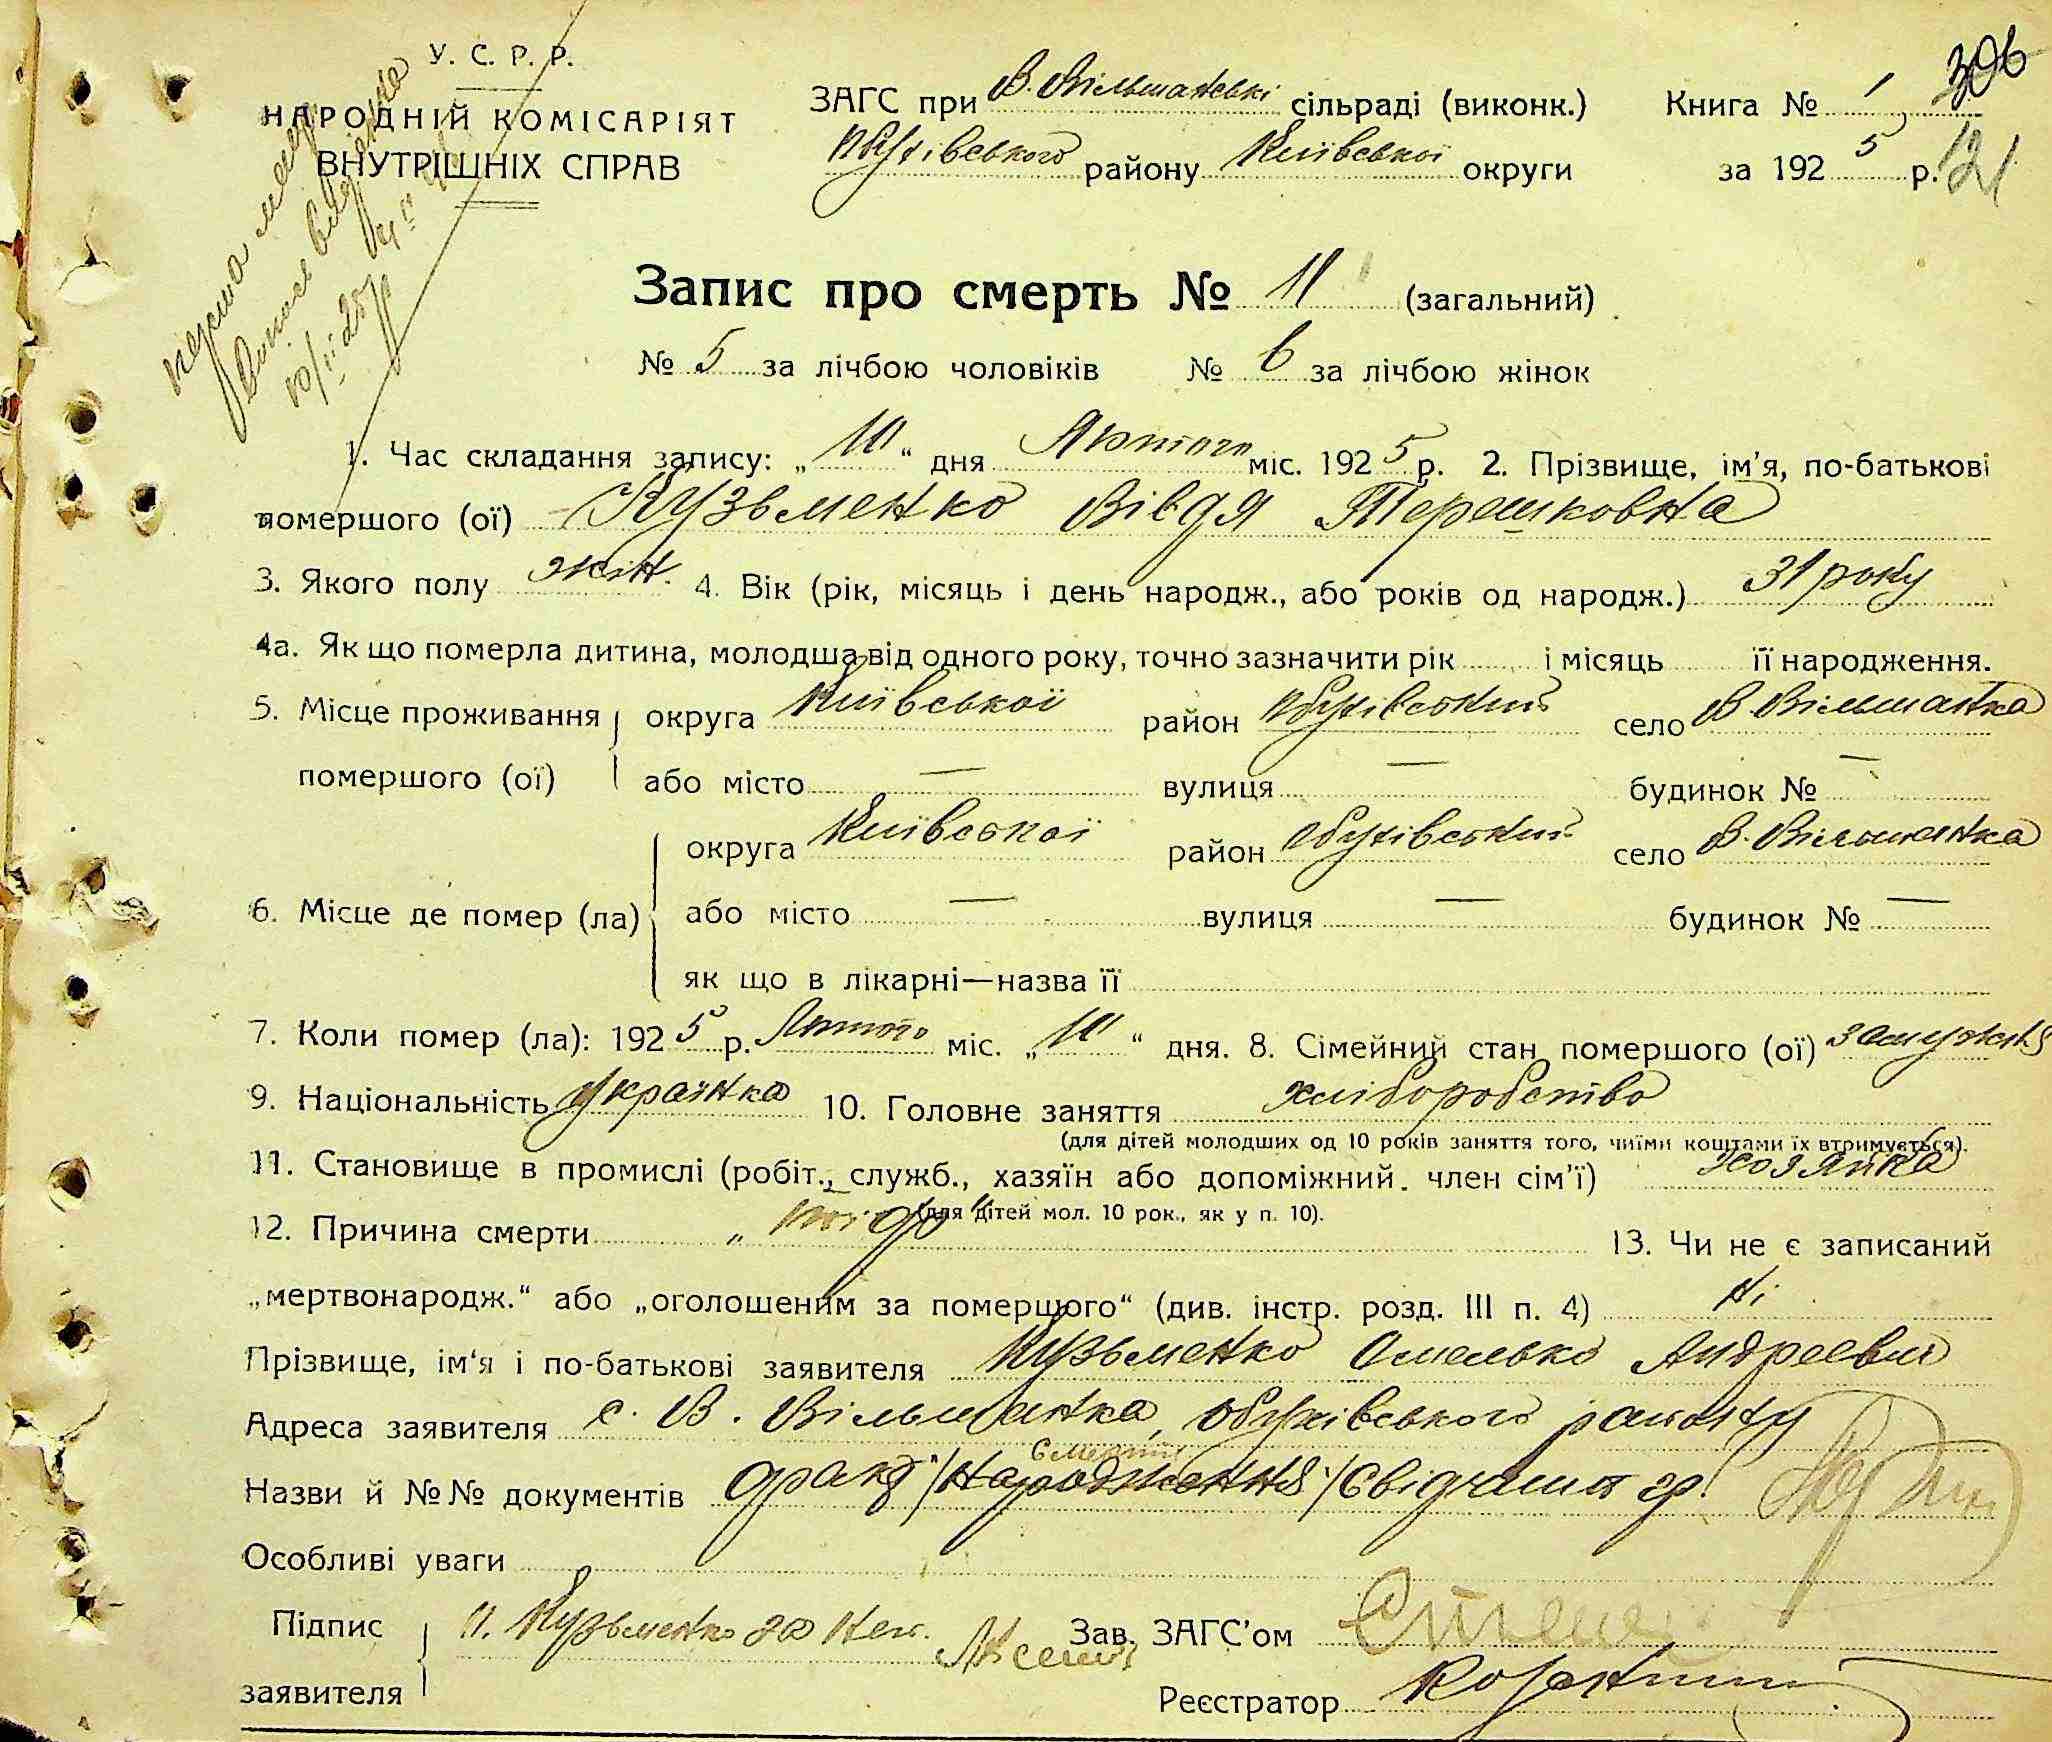 У. С. Р. Р.
НАРОДНІЙ КОМІСАРІЯТ
ВНУТРІШНІХ СПРАВ
306
ЗАГС при В. Вільшанські сільраді (виконк.) Книга № 1
Обухівського району Київської округи за 1925 р. 121
Запис про смерть № 11 (загальний)
№ 5 за лічбою чоловіків № 6 за лічбою жінок
1. Час складання запису: „10“ дня Лютого міс. 1925 р. 2. Прізвище, ім'я, по-батькові
помершого (ої) Кузьменко Вівдя Терешковна
3. Якого полу жін. 4. Вік (рік, місяць і день народж., або років од народж.) 31 року
4а. Як що померла дитина, молодша від одного року, точно зазначити рік і місяць її народження.
5. Місце проживання округа Київської район Обухівський село В. Вільшанка
помершого (ої) або місто — вулиця — будинок № —
округа Київської район Обухівський село В. Вільшанка
6. Місце де помер (ла) або місто — вулиця — будинок № —
як що в лікарні—назва її
7. Коли помер (ла): 1925 р. Лютого міс. „10“ дня. 8. Сімейний стан помершого (ої) замужня
9. Національність Українка 10. Головне заняття хліборобство
(для дітей молодших од 10 років заняття того, чиїми коштами їх втримується).
11. Становище в промислі (робіт., служб., хазяїн або допоміжний член сім'ї) хозяйка
(для дітей мол. 10 рок., як у п. 10).
12. Причина смерти „тифо“ 13. Чи не є записаний
„мертвонародж.“ або „оголошеним за померщого“ (див. інстр. розд. III п. 4) Ні
Прізвище, ім'я і по-батькові заявителя Кузьменко Омелько Андреевич
Адреса заявителя с. В. Вільшанка, Обухівського району
смерти
Назви й №№ документів факт /народження/ свідчит гр.
Особливі уваги
Підпис Кузьменко за неп. Зав. ЗАГС'ом
заявителя Реєстратор